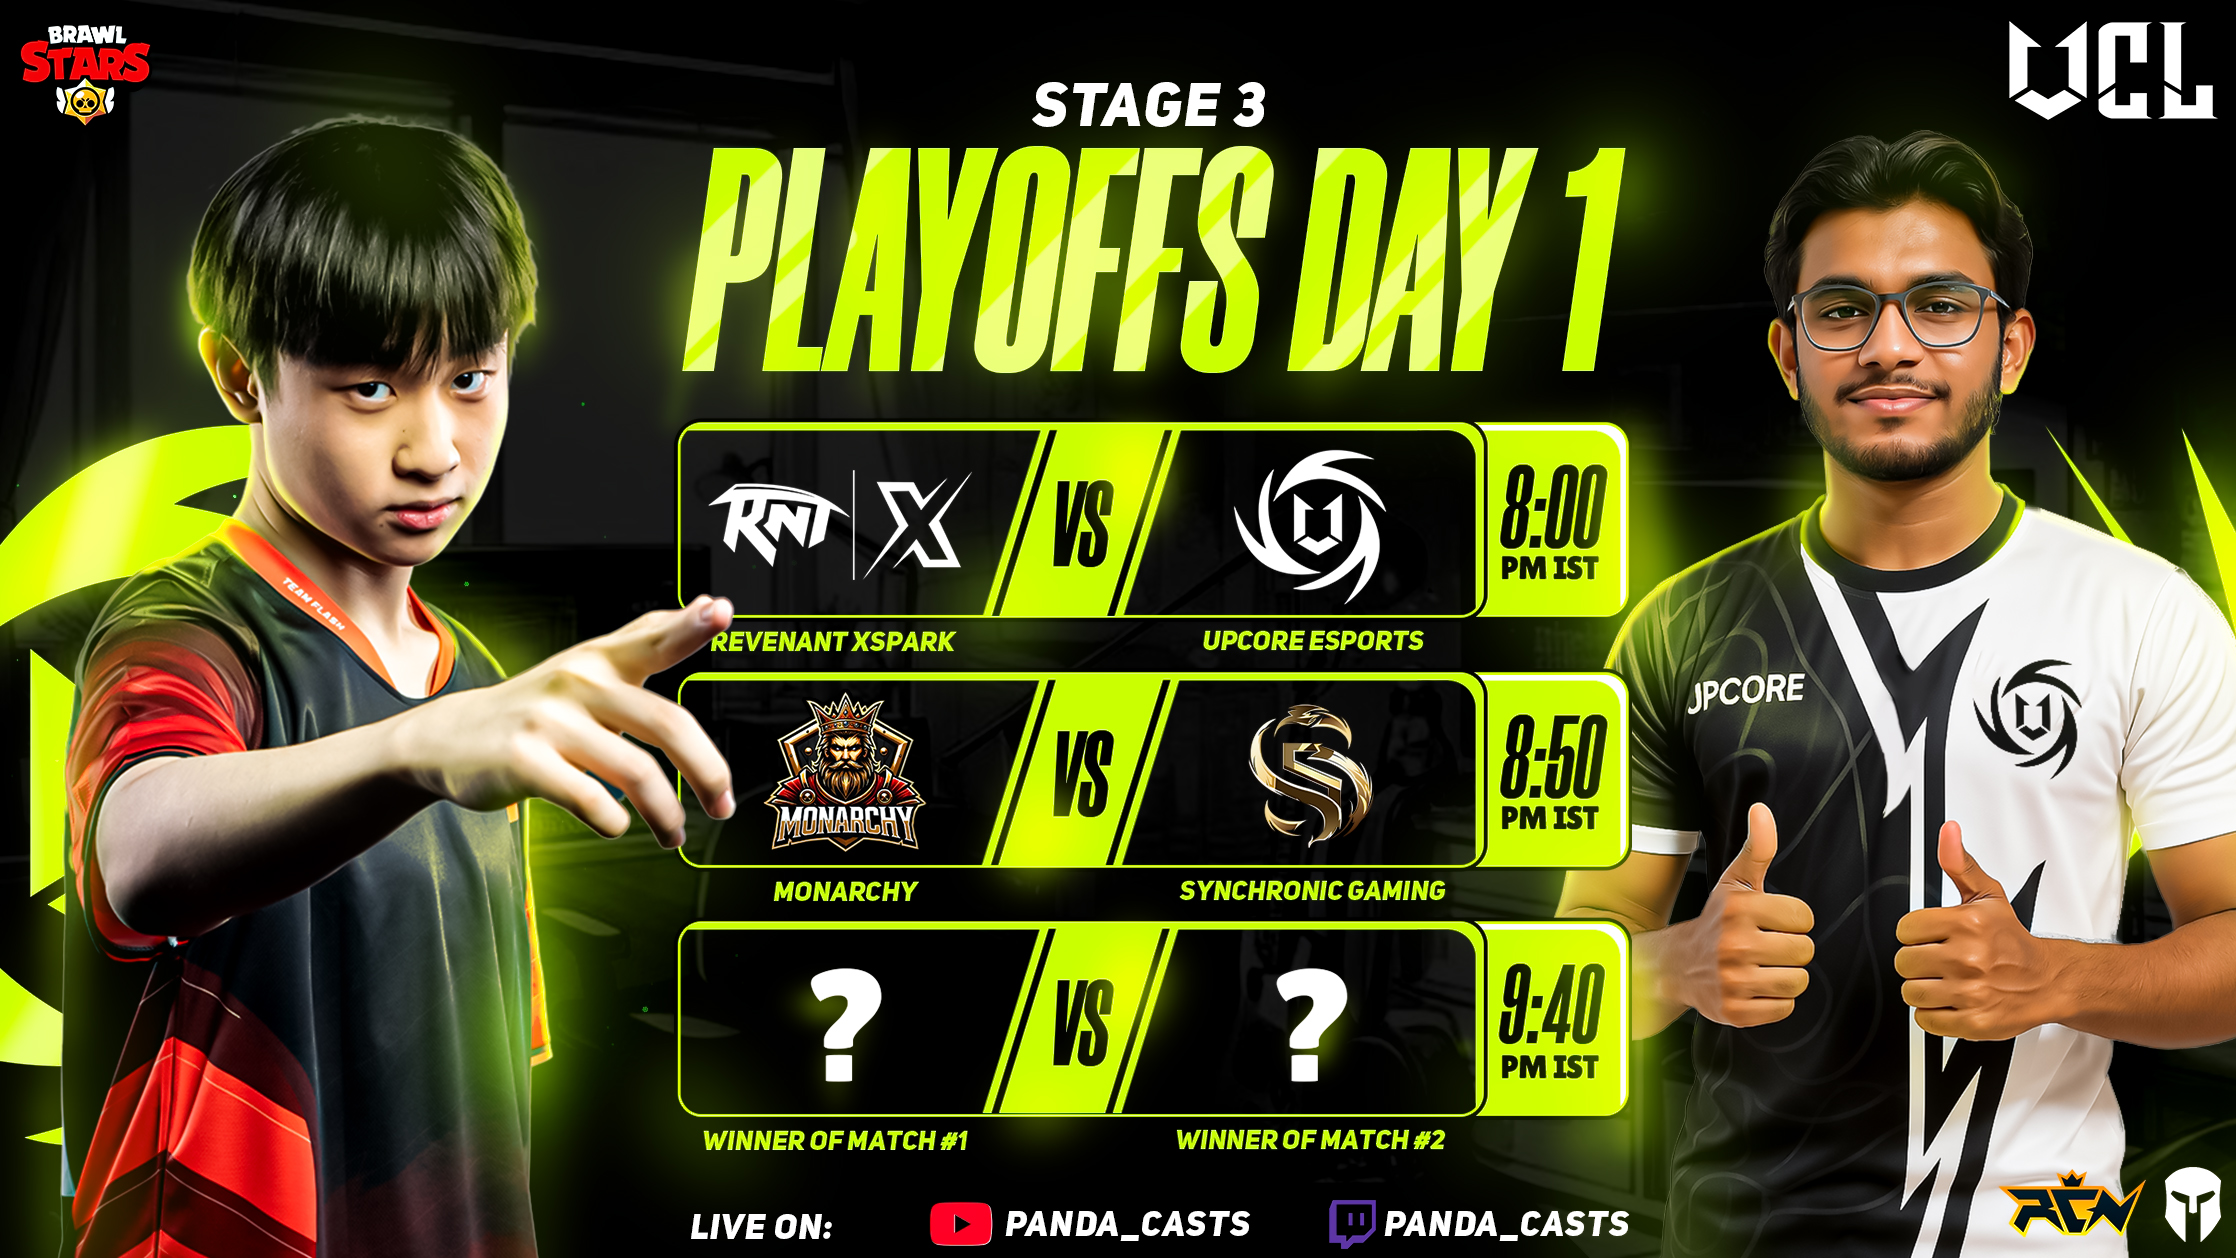 BRAWL
STARS
UCL
STAGE 3
PLAYOFFS DAY 1
RNT X
VS
8:00
PM IST
REVENANT XSPARK
UPCORE ESPORTS
TEAM FLASH
UPCORE
MONARCHY
VS
8:50
PM IST
MONARCHY
SYNCHRONIC GAMING
?
VS
?
9:40
PM IST
WINNER OF MATCH #1
WINNER OF MATCH #2
LIVE ON:
PANDA_CASTS
PANDA_CASTS